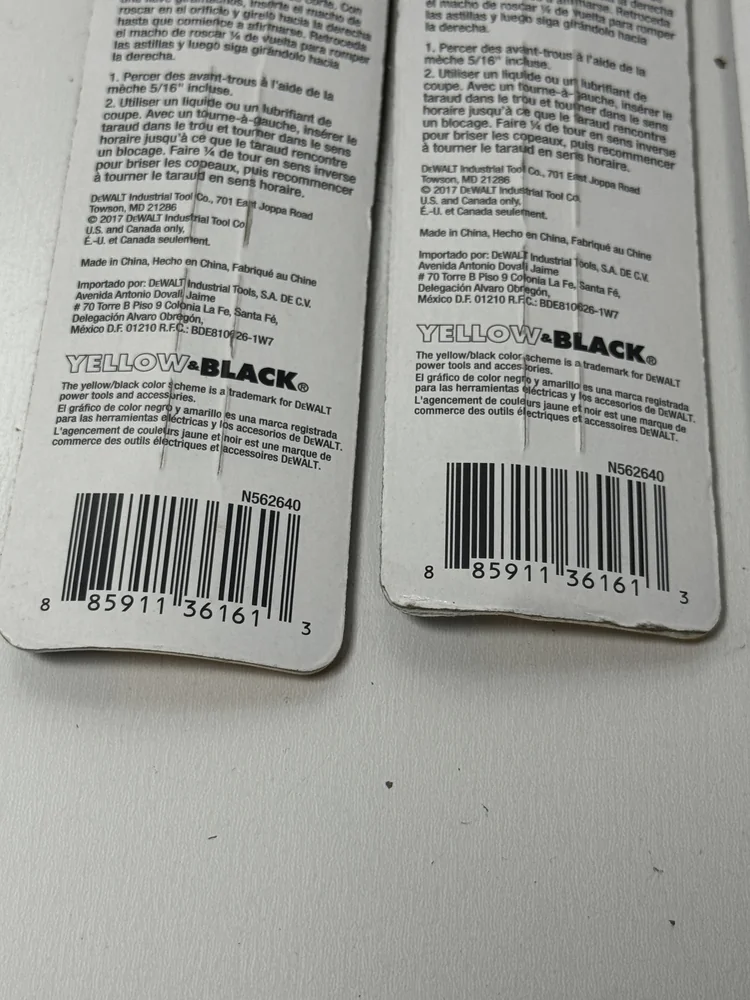 roscar en el orificio y gírelo hacia la derecha
hasta que comience a afirmarse. Retroceda
el macho de roscar ¼ de vuelta para romper
las astillas y luego siga girándolo hacia
la derecha.
1. Percer des avant-trous à l'aide de la
mèche 5/16" incluse.
2. Utiliser un liquide ou un lubrifiant de
coupe. Avec un tourne-à-gauche, insérer le
taraud dans le trou et tourner dans le sens
horaire jusqu'à ce que le taraud rencontre
un blocage. Faire ¼ de tour en sens inverse
pour briser les copeaux, puis recommencer
à tourner le taraud en sens horaire.
DEWALT Industrial Tool Co., 701 East Joppa Road
Towson, MD 21286
© 2017 DEWALT Industrial Tool Co.
U.S. and Canada only.
É.-U. et Canada seulement.
Made in China, Hecho en China, Fabriqué au Chine
Importado por: DEWALT Industrial Tools, S.A. DE C.V.
Avenida Antonio Dovali Jaime
# 70 Torre B Piso 9 Colonia La Fe, Santa Fé,
Delegación Alvaro Obregón,
México D.F. 01210 R.F.C.: BDE810626-1W7
YELLOW&BLACK®
The yellow/black color scheme is a trademark for DEWALT
power tools and accessories.
El gráfico de color negro y amarillo es una marca registrada
para las herramientas eléctricas y los accesorios de DEWALT.
L'agencement de couleurs jaune et noir est une marque de
commerce des outils électriques et accessoires DEWALT.
N562640
8 85911 36161 3
el macho de roscar ¼ de vuelta para romper
las astillas y luego siga girándolo hacia
la derecha.
1. Percer des avant-trous à l'aide de la
mèche 5/16" incluse.
2. Utiliser un liquide ou un lubrifiant de
coupe. Avec un tourne-à-gauche, insérer le
taraud dans le trou et tourner dans le sens
horaire jusqu'à ce que le taraud rencontre
un blocage. Faire ¼ de tour en sens inverse
pour briser les copeaux, puis recommencer
à tourner le taraud en sens horaire.
DEWALT Industrial Tool Co., 701 East Joppa Road
Towson, MD 21286
© 2017 DEWALT Industrial Tool Co.
U.S. and Canada only.
É.-U. et Canada seulement.
Made in China, Hecho en China, Fabriqué au Chine
Importado por: DEWALT Industrial Tools, S.A. DE C.V.
Avenida Antonio Dovali Jaime
# 70 Torre B Piso 9 Colonia La Fe, Santa Fé,
Delegación Alvaro Obregón,
México D.F. 01210 R.F.C.: BDE810626-1W7
YELLOW&BLACK®
The yellow/black color scheme is a trademark for DEWALT
power tools and accessories.
El gráfico de color negro y amarillo es una marca registrada
para las herramientas eléctricas y los accesorios de DEWALT.
L'agencement de couleurs jaune et noir est une marque de
commerce des outils électriques et accessoires DEWALT.
N562640
8 85911 36161 3